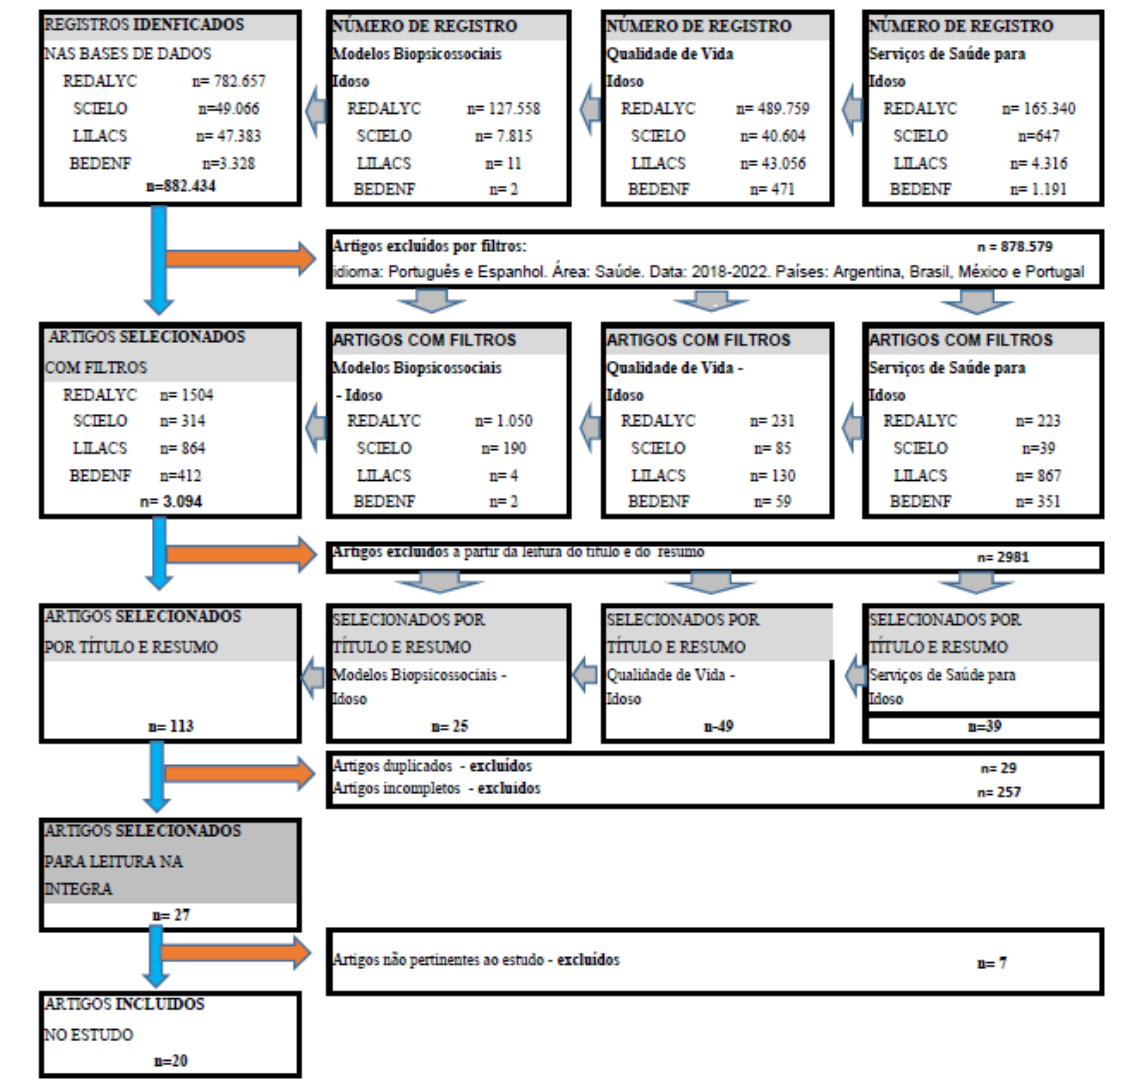 REGISTROS IDENFICADOS
NAS BASES DE DADOS
REDALYC n= 782.657
SCIELO n=49.066
LILACS n= 47.383
BEDENF n=3.328
n=882.434
NÚMERO DE REGISTRO
Modelos Biopsicossociais
Idoso
REDALYC n= 127.558
SCIELO n= 7.815
LILACS n= 11
BEDENF n= 2
NÚMERO DE REGISTRO
Qualidade de Vida
Idoso
REDALYC n= 489.759
SCIELO n= 40.604
LILACS n= 43.056
BEDENF n= 471
NÚMERO DE REGISTRO
Serviços de Saúde para
Idoso
REDALYC n= 165.340
SCIELO n=647
LILACS n= 4.316
BEDENF n= 1.191
Artigos excluídos por filtros: n = 878.579
idioma: Português e Espanhol. Área: Saúde. Data: 2018-2022. Países: Argentina, Brasil, México e Portugal
ARTIGOS SELECIONADOS
COM FILTROS
REDALYC n= 1504
SCIELO n= 314
LILACS n= 864
BEDENF n=412
n= 3.094
ARTIGOS COM FILTROS
Modelos Biopsicossociais
- Idoso
REDALYC n= 1.050
SCIELO n= 190
LILACS n= 4
BEDENF n= 2
ARTIGOS COM FILTROS
Qualidade de Vida -
Idoso
REDALYC n= 231
SCIELO n= 85
LILACS n= 130
BEDENF n= 59
ARTIGOS COM FILTROS
Serviços de Saúde para
Idoso
REDALYC n= 223
SCIELO n=39
LILACS n= 867
BEDENF n= 351
Artigos excluídos a partir da leitura do título e do resumo n= 2981
ARTIGOS SELECIONADOS
POR TÍTULO E RESUMO
n= 113
SELECIONADOS POR
TÍTULO E RESUMO
Modelos Biopsicossociais -
Idoso
n= 25
SELECIONADOS POR
TÍTULO E RESUMO
Qualidade de Vida -
Idoso
n-49
SELECIONADOS POR
TÍTULO E RESUMO
Serviços de Saúde para
Idoso
n=39
Artigos duplicados - excluídos n= 29
Artigos incompletos - excluidos n= 257
ARTIGOS SELECIONADOS
PARA LEITURA NA
INTEGRA
n= 27
Artigos não pertinentes ao estudo - excluídos n= 7
ARTIGOS INCLUIDOS
NO ESTUDO
n=20